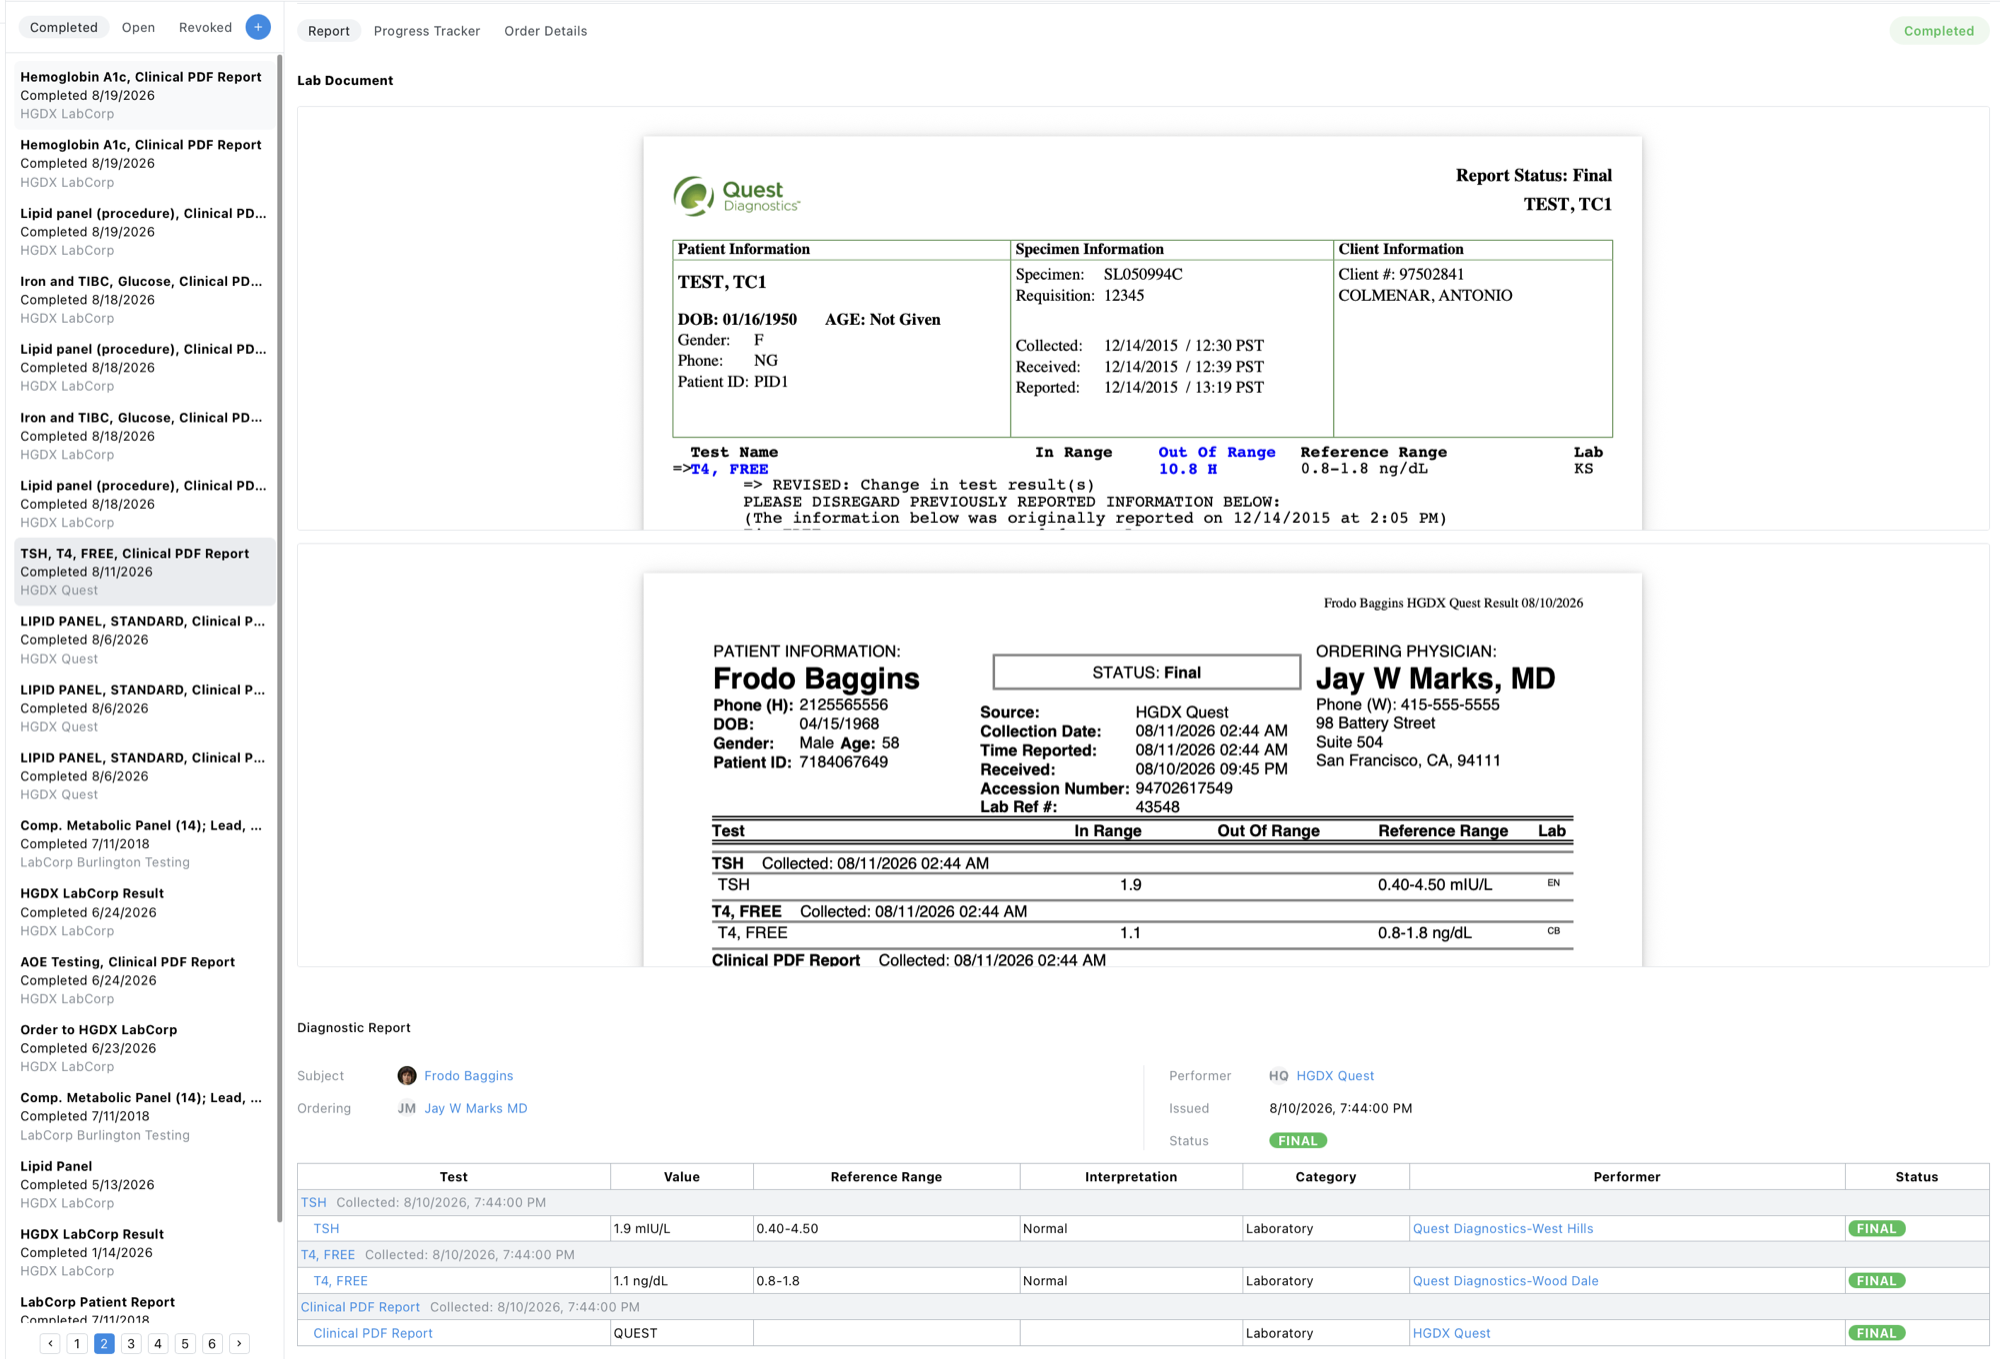 Completed Open Revoked +
Hemoglobin A1c, Clinical PDF Report
Completed 8/19/2026
HGDX LabCorp
Hemoglobin A1c, Clinical PDF Report
Completed 8/19/2026
HGDX LabCorp
Lipid panel (procedure), Clinical PD...
Completed 8/19/2026
HGDX LabCorp
Iron and TIBC, Glucose, Clinical PD...
Completed 8/18/2026
HGDX LabCorp
Lipid panel (procedure), Clinical PD...
Completed 8/18/2026
HGDX LabCorp
Iron and TIBC, Glucose, Clinical PD...
Completed 8/18/2026
HGDX LabCorp
Lipid panel (procedure), Clinical PD...
Completed 8/18/2026
HGDX LabCorp
TSH, T4, FREE, Clinical PDF Report
Completed 8/11/2026
HGDX Quest
LIPID PANEL, STANDARD, Clinical P...
Completed 8/6/2026
HGDX Quest
LIPID PANEL, STANDARD, Clinical P...
Completed 8/6/2026
HGDX Quest
LIPID PANEL, STANDARD, Clinical P...
Completed 8/6/2026
HGDX Quest
Comp. Metabolic Panel (14); Lead, ...
Completed 7/11/2018
LabCorp Burlington Testing
HGDX LabCorp Result
Completed 6/24/2026
HGDX LabCorp
AOE Testing, Clinical PDF Report
Completed 6/24/2026
HGDX LabCorp
Order to HGDX LabCorp
Completed 6/23/2026
HGDX LabCorp
Comp. Metabolic Panel (14); Lead, ...
Completed 7/11/2018
LabCorp Burlington Testing
Lipid Panel
Completed 5/13/2026
HGDX LabCorp
HGDX LabCorp Result
Completed 1/14/2026
HGDX LabCorp
LabCorp Patient Report
Completed 7/11/2018
‹ 1 2 3 4 5 6 ›
Report Progress Tracker Order Details Completed
Lab Document
Quest
Diagnostics™
Report Status: Final
TEST, TC1
Patient Information Specimen Information Client Information
TEST, TC1
DOB: 01/16/1950 AGE: Not Given
Gender: F
Phone: NG
Patient ID: PID1
Specimen: SL050994C
Requisition: 12345
Collected: 12/14/2015 / 12:30 PST
Received: 12/14/2015 / 12:39 PST
Reported: 12/14/2015 / 13:19 PST
Client #: 97502841
COLMENAR, ANTONIO
Test Name In Range Out Of Range Reference Range Lab
=>T4, FREE 10.8 H 0.8-1.8 ng/dL KS
=> REVISED: Change in test result(s)
PLEASE DISREGARD PREVIOUSLY REPORTED INFORMATION BELOW:
(The information below was originally reported on 12/14/2015 at 2:05 PM)
Frodo Baggins HGDX Quest Result 08/10/2026
PATIENT INFORMATION:
Frodo Baggins
Phone (H): 2125565556
DOB: 04/15/1968
Gender: Male Age: 58
Patient ID: 7184067649
STATUS: Final
Source: HGDX Quest
Collection Date: 08/11/2026 02:44 AM
Time Reported: 08/11/2026 02:44 AM
Received: 08/10/2026 09:45 PM
Accession Number: 94702617549
Lab Ref #: 43548
ORDERING PHYSICIAN:
Jay W Marks, MD
Phone (W): 415-555-5555
98 Battery Street
Suite 504
San Francisco, CA, 94111
Test In Range Out Of Range Reference Range Lab
TSH Collected: 08/11/2026 02:44 AM
TSH 1.9 0.40-4.50 mIU/L EN
T4, FREE Collected: 08/11/2026 02:44 AM
T4, FREE 1.1 0.8-1.8 ng/dL CB
Clinical PDF Report Collected: 08/11/2026 02:44 AM
Diagnostic Report
Subject Frodo Baggins
Ordering JM Jay W Marks MD
Performer HQ HGDX Quest
Issued 8/10/2026, 7:44:00 PM
Status FINAL
Test Value Reference Range Interpretation Category Performer Status
TSH Collected: 8/10/2026, 7:44:00 PM
TSH 1.9 mIU/L 0.40-4.50 Normal Laboratory Quest Diagnostics-West Hills FINAL
T4, FREE Collected: 8/10/2026, 7:44:00 PM
T4, FREE 1.1 ng/dL 0.8-1.8 Normal Laboratory Quest Diagnostics-Wood Dale FINAL
Clinical PDF Report Collected: 8/10/2026, 7:44:00 PM
Clinical PDF Report QUEST Laboratory HGDX Quest FINAL